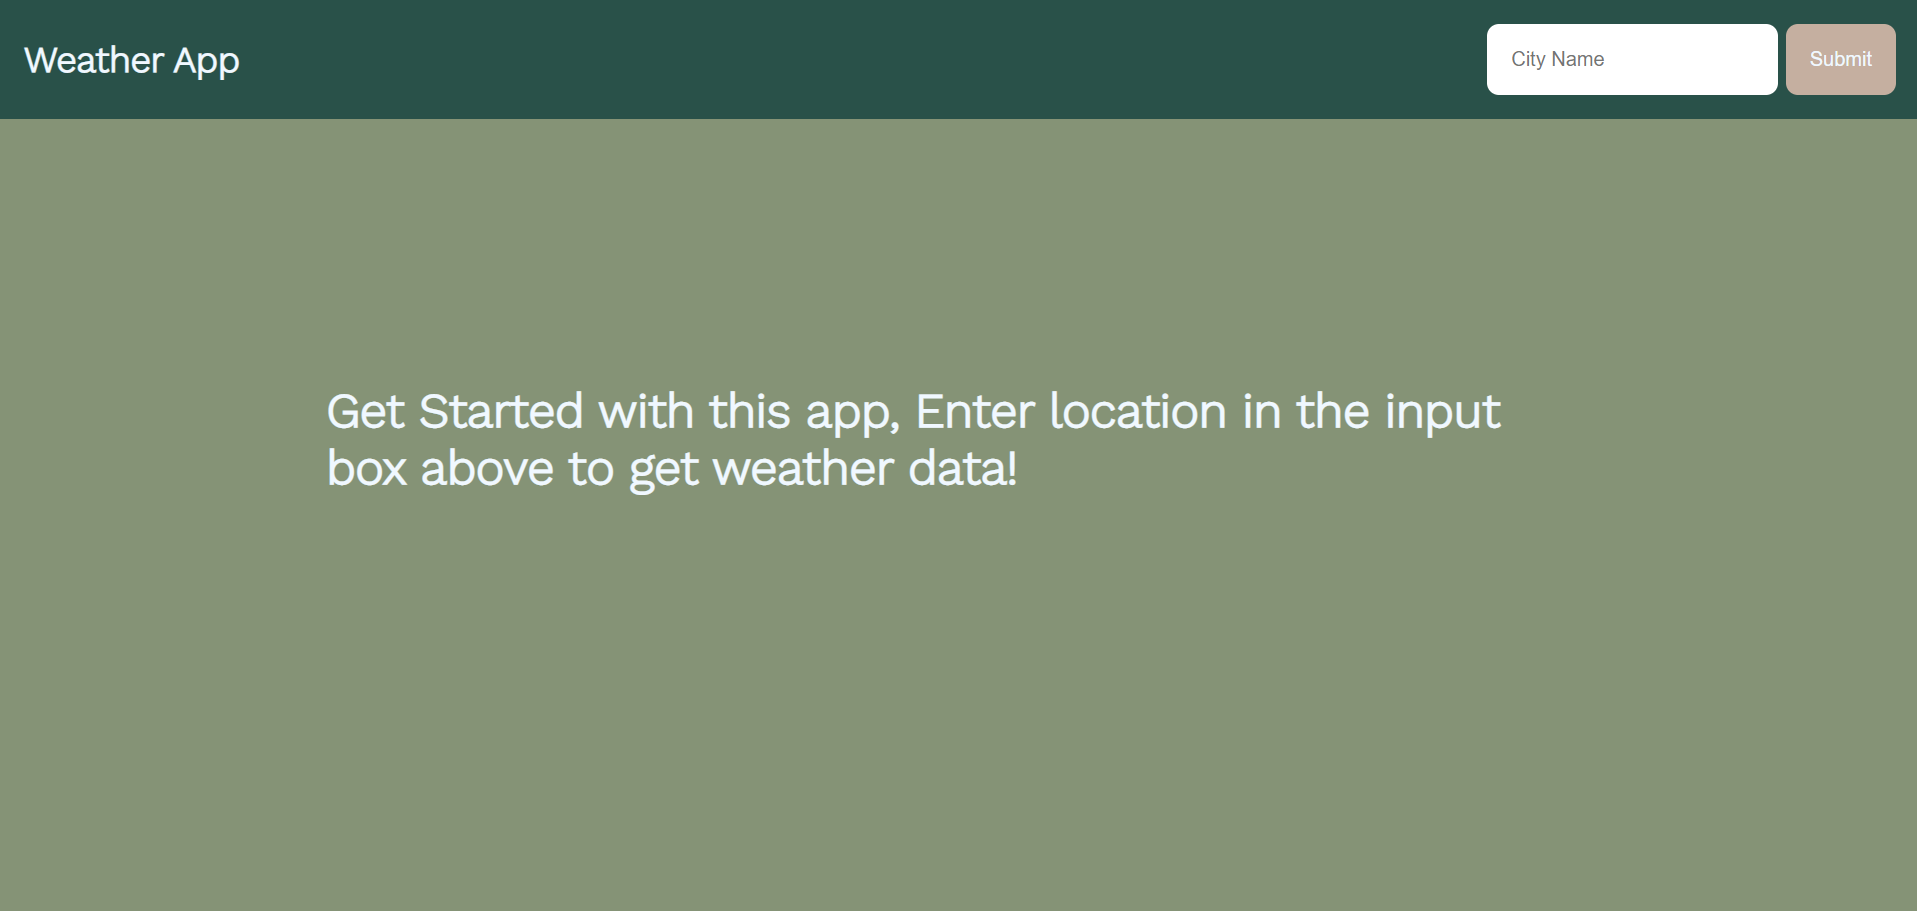 Weather App
City Name
Submit
Get Started with this app, Enter location in the input
box above to get weather data!